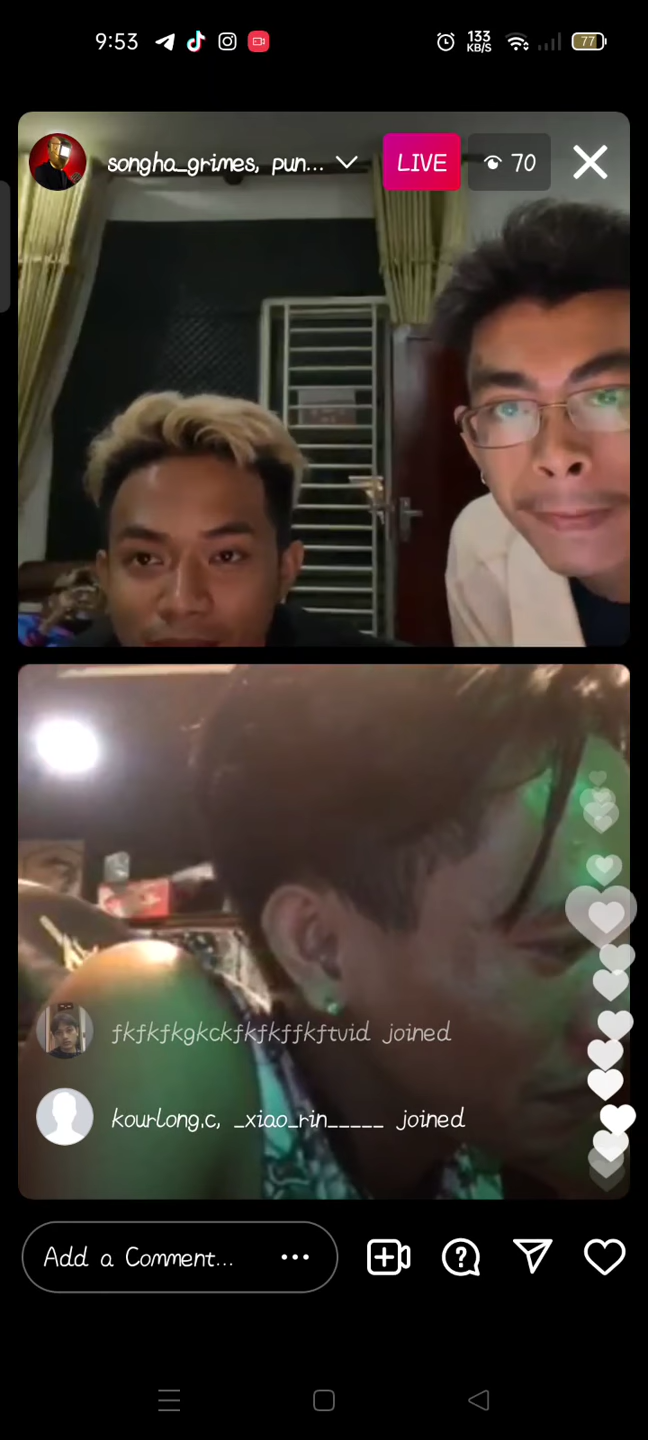 9:53
133
KB/S
77
songha_grimes, pun...
LIVE
70
fkfkfkgkckfkfkffkftvid joined
kourlong.c, _xiao_rin_____ joined
Add a Comment...